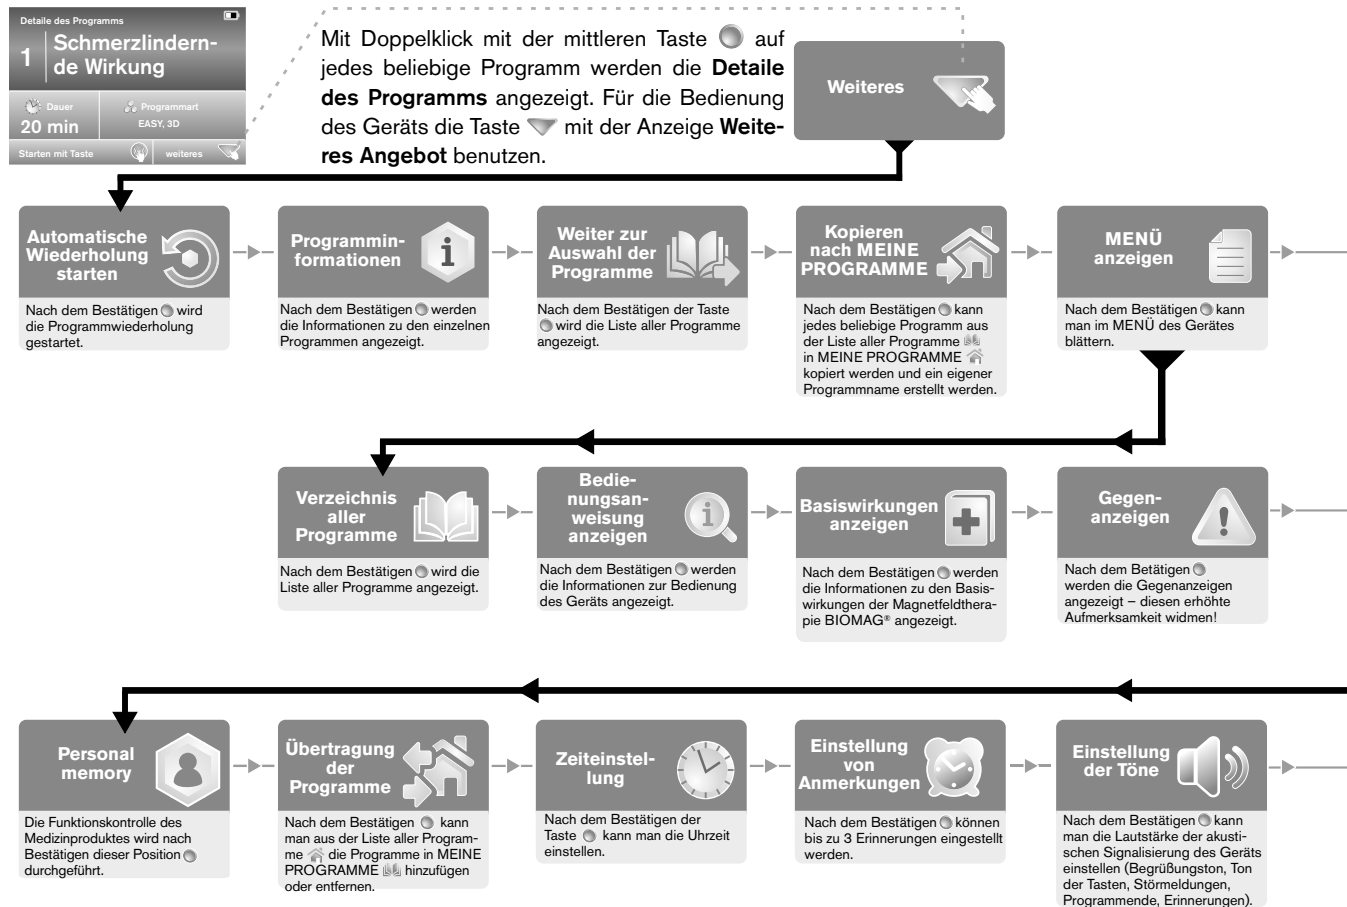 Detaile des Programms
1
Schmerzlindern-
de Wirkung
Dauer
20 min
Programmart
EASY, 3D
Starten mit Taste
weiteres
Mit Doppelklick mit der mittleren Taste auf
jedes beliebige Programm werden die Detaile
des Programms angezeigt. Für die Bedienung
des Geräts die Taste mit der Anzeige Weite-
res Angebot benutzen.
Weiteres
Automatische
Wiederholung
starten
Nach dem Bestätigen wird
die Programmwiederholung
gestartet.
Programmin-
formationen
Nach dem Bestätigen werden
die Informationen zu den einzelnen
Programmen angezeigt.
Weiter zur
Auswahl der
Programme
Nach dem Bestätigen der Taste
wird die Liste aller Programme
angezeigt.
Kopieren
nach MEINE
PROGRAMME
Nach dem Bestätigen kann
jedes beliebige Programm aus
der Liste aller Programme
in MEINE PROGRAMME
kopiert werden und ein eigener
Programmname erstellt werden.
MENÜ
anzeigen
Nach dem Bestätigen kann
man im MENÜ des Gerätes
blättern.
Verzeichnis
aller
Programme
Nach dem Bestätigen wird die
Liste aller Programme angezeigt.
Bedie-
nungsan-
weisung
anzeigen
Nach dem Bestätigen werden
die Informationen zur Bedienung
des Geräts angezeigt.
Basiswirkungen
anzeigen
Nach dem Bestätigen werden
die Informationen zu den Basis-
wirkungen der Magnetfeldthera-
pie BIOMAG® angezeigt.
Gegen-
anzeigen
Nach dem Betätigen
werden die Gegenanzeigen
angezeigt – diesen erhöhte
Aufmerksamkeit widmen!
Personal
memory
Die Funktionskontrolle des
Medizinproduktes wird nach
Bestätigen dieser Position
durchgeführt.
Übertragung
der
Programme
Nach dem Bestätigen kann
man aus der Liste aller Program-
me die Programme in MEINE
PROGRAMME hinzufügen
oder entfernen.
Zeiteinstel-
lung
Nach dem Bestätigen der
Taste kann man die Uhrzeit
einstellen.
Einstellung
von
Anmerkungen
Nach dem Bestätigen können
bis zu 3 Erinnerungen eingestellt
werden.
Einstellung
der Töne
Nach dem Bestätigen kann
man die Lautstärke der akusti-
schen Signalisierung des Geräts
einstellen (Begrüßungston, Ton
der Tasten, Störmeldungen,
Programmende, Erinnerungen).